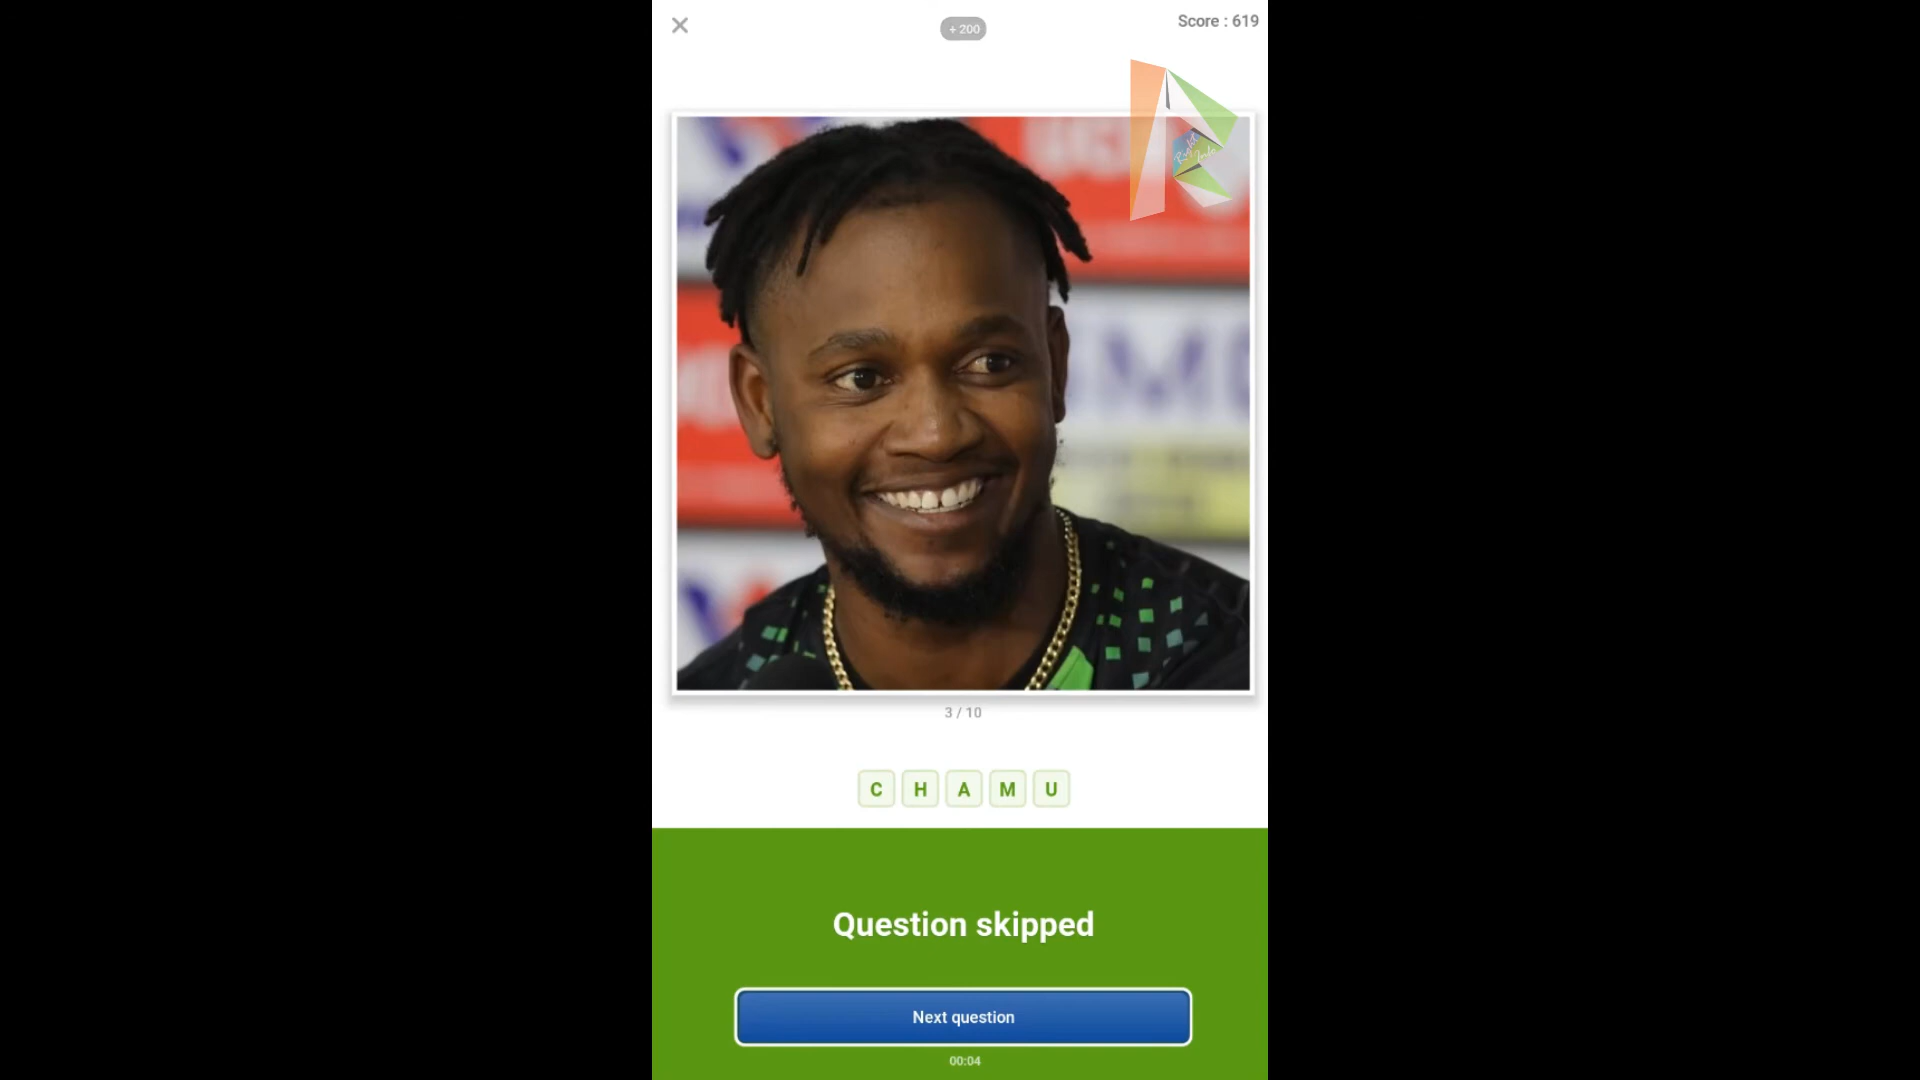 + 200
Score : 619
3 / 10
C H A M U
Question skipped
Next question
00:04